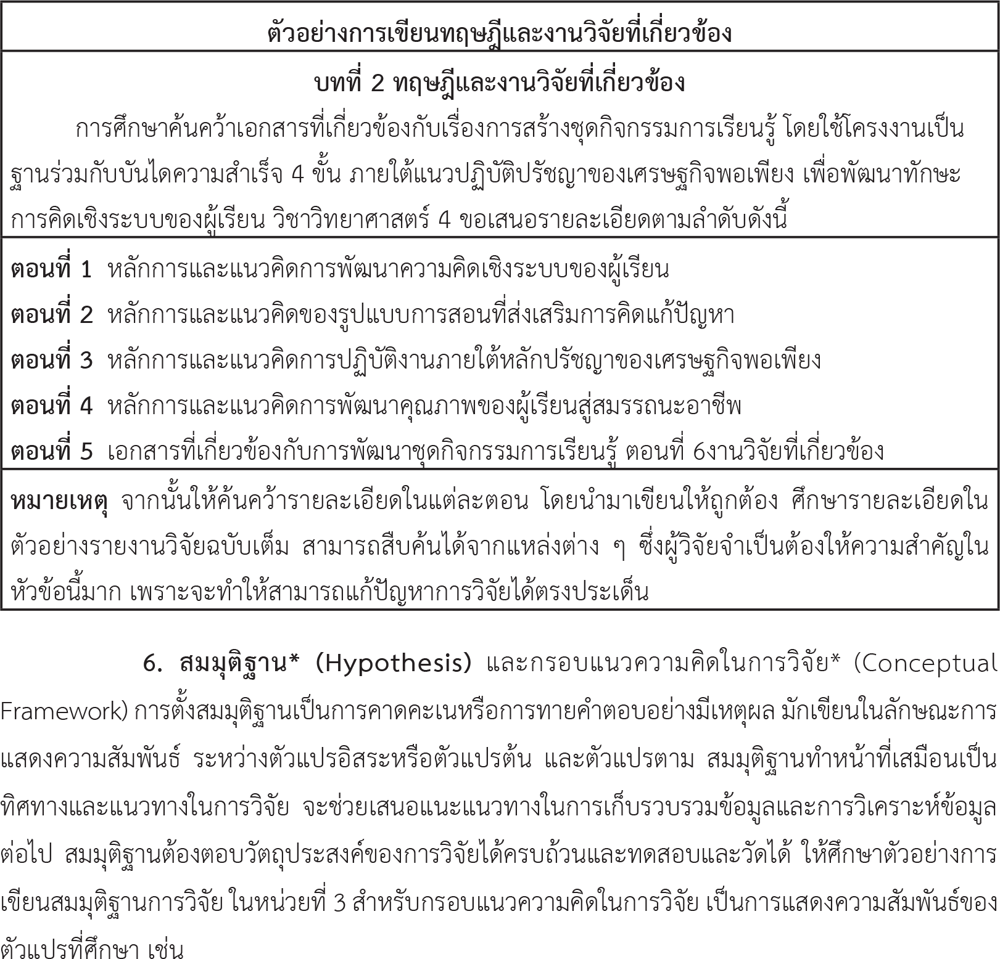 ตัวอย่างการเขียนทฤษฎีและงานวิจัยที่เกี่ยวข้อง
บทที่ 2 ทฤษฎีและงานวิจัยที่เกี่ยวข้อง
การศึกษาค้นคว้าเอกสารที่เกี่ยวข้องกับเรื่องการสร้างชุดกิจกรรมการเรียนรู้ โดยใช้โครงงานเป็น
ฐานร่วมกับบันไดความสำเร็จ 4 ขั้น ภายใต้แนวปฏิบัติปรัชญาของเศรษฐกิจพอเพียง เพื่อพัฒนาทักษะ
การคิดเชิงระบบของผู้เรียน วิชาวิทยาศาสตร์ 4 ขอเสนอรายละเอียดตามลำดับดังนี้
ตอนที่ 1 หลักการและแนวคิดการพัฒนาความคิดเชิงระบบของผู้เรียน
ตอนที่ 2 หลักการและแนวคิดของรูปแบบการสอนที่ส่งเสริมการคิดแก้ปัญหา
ตอนที่ 3 หลักการและแนวคิดการปฏิบัติงานภายใต้หลักปรัชญาของเศรษฐกิจพอเพียง
ตอนที่ 4 หลักการและแนวคิดการพัฒนาคุณภาพของผู้เรียนสู่สมรรถนะอาชีพ
ตอนที่ 5 เอกสารที่เกี่ยวข้องกับการพัฒนาชุดกิจกรรมการเรียนรู้ ตอนที่ 6งานวิจัยที่เกี่ยวข้อง
หมายเหตุ จากนั้นให้ค้นคว้ารายละเอียดในแต่ละตอน โดยนำมาเขียนให้ถูกต้อง ศึกษารายละเอียดใน
ตัวอย่างรายงานวิจัยฉบับเต็ม สามารถสืบค้นได้จากแหล่งต่าง ๆ ซึ่งผู้วิจัยจำเป็นต้องให้ความสำคัญใน
หัวข้อนี้มาก เพราะจะทำให้สามารถแก้ปัญหาการวิจัยได้ตรงประเด็น
6. สมมุติฐาน* (Hypothesis) และกรอบแนวความคิดในการวิจัย* (Conceptual
Framework) การตั้งสมมุติฐานเป็นการคาดคะเนหรือการทายคำตอบอย่างมีเหตุผล มักเขียนในลักษณะการ
แสดงความสัมพันธ์ ระหว่างตัวแปรอิสระหรือตัวแปรต้น และตัวแปรตาม สมมุติฐานทำหน้าที่เสมือนเป็น
ทิศทางและแนวทางในการวิจัย จะช่วยเสนอแนะแนวทางในการเก็บรวบรวมข้อมูลและการวิเคราะห์ข้อมูล
ต่อไป สมมุติฐานต้องตอบวัตถุประสงค์ของการวิจัยได้ครบถ้วนและทดสอบและวัดได้ ให้ศึกษาตัวอย่างการ
เขียนสมมุติฐานการวิจัย ในหน่วยที่ 3 สำหรับกรอบแนวความคิดในการวิจัย เป็นการแสดงความสัมพันธ์ของ
ตัวแปรที่ศึกษา เช่น